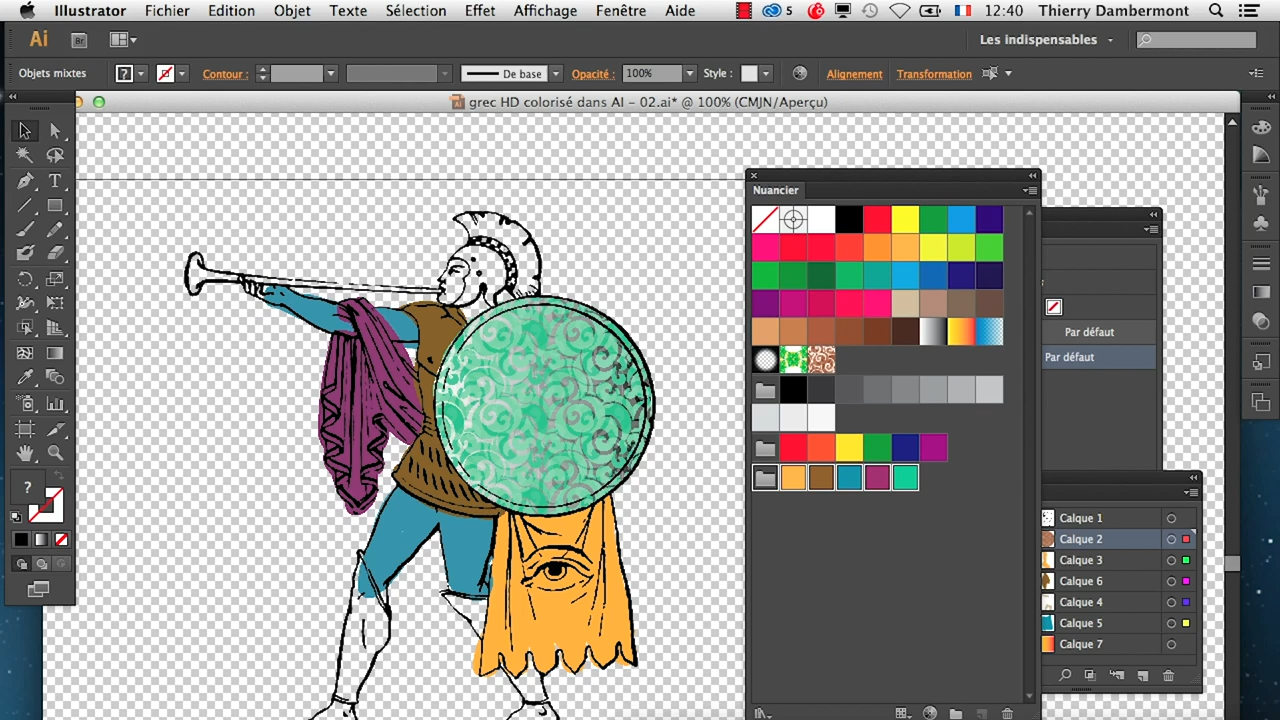 Illustrator Fichier Edition Objet Texte Sélection Effet Affichage Fenêtre Aide 5 12:40 Thierry Dambermont
Ai Br Les indispensables
Objets mixtes ? Contour : De base Opacité : 100% Style : Alignement Transformation
grec HD colorisé dans AI - 02.ai* @ 100% (CMJN/Aperçu)
Nuancier
Par défaut
Par défaut
?
Calque 1
Calque 2
Calque 3
Calque 6
Calque 4
Calque 5
Calque 7